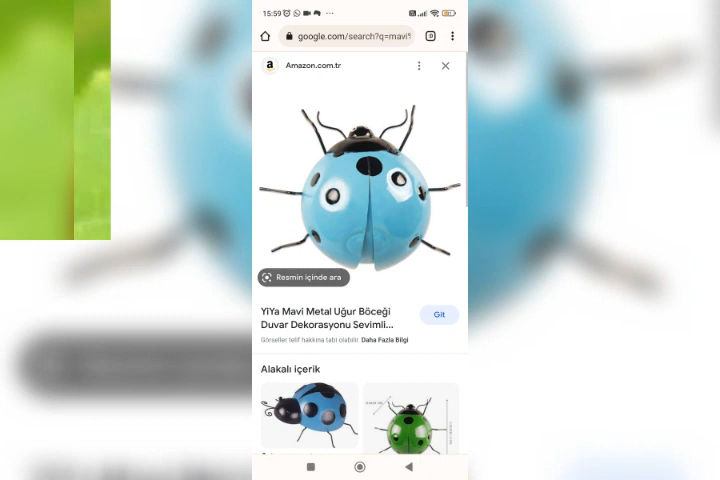 15:59
google.com/search?q=mavi
Amazon.com.tr
Resmin içinde ara
YiYa Mavi Metal Uğur Böceği
Duvar Dekorasyonu Sevimli...
Git
Görseller telif hakkına tabi olabilir. Daha Fazla Bilgi
Alakalı içerik